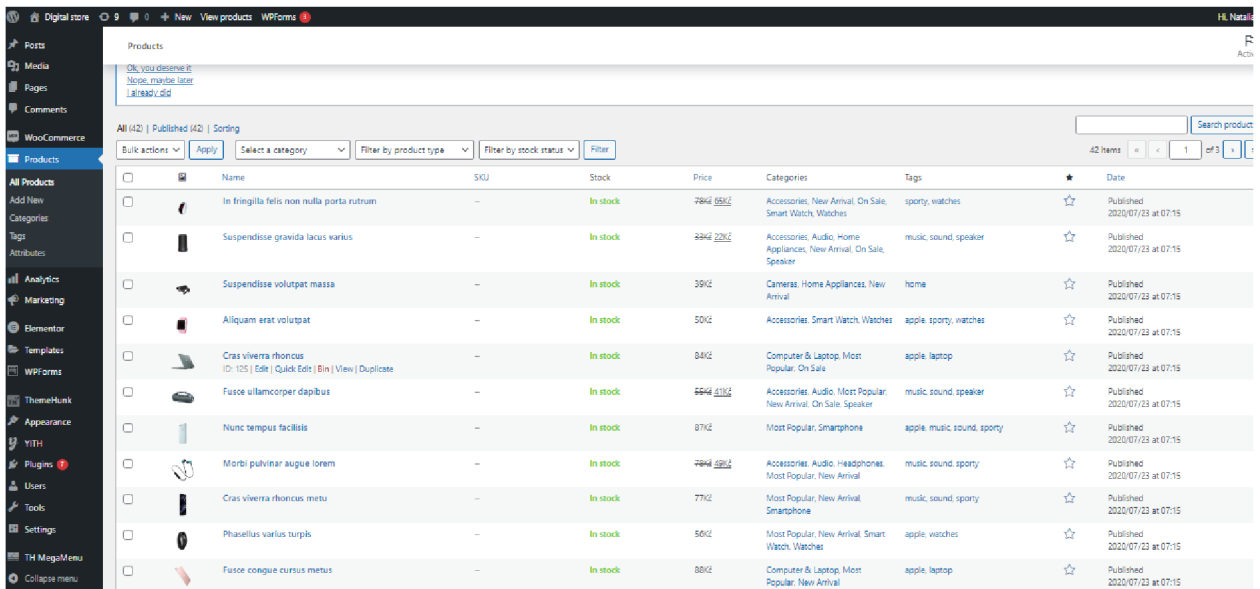 Digital store 9 0 + New View products WPForms 3 Hi, Natalia
Posts
Media
Pages
Comments
WooCommerce
Products
All Products
Add New
Categories
Tags
Attributes
Analytics
Marketing
Elementor
Templates
WPForms
ThemeHunk
Appearance
YITH
Plugins 7
Users
Tools
Settings
TH MegaMenu
Collapse menu
Products
Ok, you deserve it
Nope, maybe later
I already did
All (42) | Published (42) | Sorting
Search product
Bulk actions Apply Select a category Filter by product type Filter by stock status Filter 42 items « ‹ 1 of 3 ›
Name SKU Stock Price Categories Tags ★ Date
In fringilla felis non nulla porta rutrum – In stock 78Kč 65Kč Accessories, New Arrival, On Sale, sporty, watches Published
Smart Watch, Watches 2020/07/23 at 07:15
Suspendisse gravida lacus varius – In stock 33Kč 22Kč Accessories, Audio, Home music, sound, speaker Published
Appliances, New Arrival, On Sale, 2020/07/23 at 07:15
Speaker
Suspendisse volutpat massa – In stock 39Kč Cameras, Home Appliances, New home Published
Arrival 2020/07/23 at 07:15
Aliquam erat volutpat – In stock 50Kč Accessories, Smart Watch, Watches apple, sporty, watches Published
2020/07/23 at 07:15
Cras viverra rhoncus – In stock 84Kč Computer & Laptop, Most apple, laptop Published
ID: 125 | Edit | Quick Edit | Bin | View | Duplicate Popular, On Sale 2020/07/23 at 07:15
Fusce ullamcorper dapibus – In stock 55Kč 41Kč Accessories, Audio, Most Popular, music, sound, speaker Published
New Arrival, On Sale, Speaker 2020/07/23 at 07:15
Nunc tempus facilisis – In stock 87Kč Most Popular, Smartphone apple, music, sound, sporty Published
2020/07/23 at 07:15
Morbi pulvinar augue lorem – In stock 78Kč 49Kč Accessories, Audio, Headphones, music, sound, sporty Published
Most Popular, New Arrival 2020/07/23 at 07:15
Cras viverra rhoncus metu – In stock 77Kč Most Popular, New Arrival, music, sound, sporty Published
Smartphone 2020/07/23 at 07:15
Phasellus varius turpis – In stock 56Kč Most Popular, New Arrival, Smart apple, watches Published
Watch, Watches 2020/07/23 at 07:15
Fusce congue cursus metus – In stock 88Kč Computer & Laptop, Most apple, laptop Published
Popular, New Arrival 2020/07/23 at 07:15